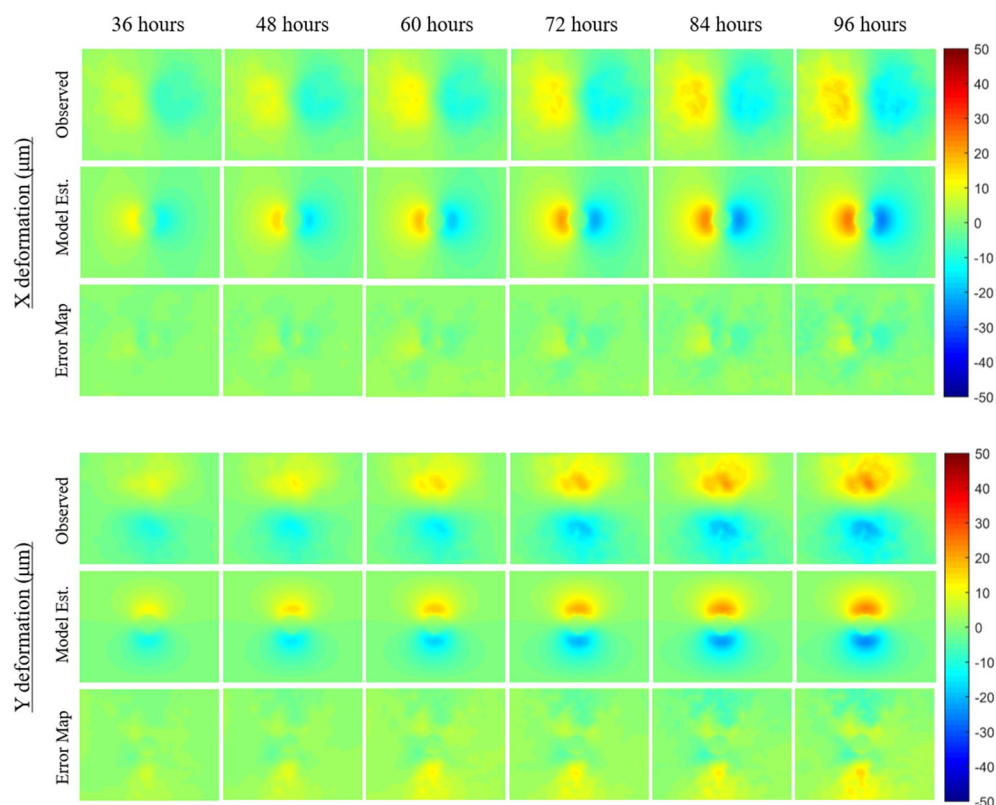 36 hours 48 hours 60 hours 72 hours 84 hours 96 hours
X deformation (μm)
Observed
Model Est.
Error Map
50
40
30
20
10
0
-10
-20
-30
-40
-50
Y deformation (μm)
Observed
Model Est.
Error Map
50
40
30
20
10
0
-10
-20
-30
-40
-50